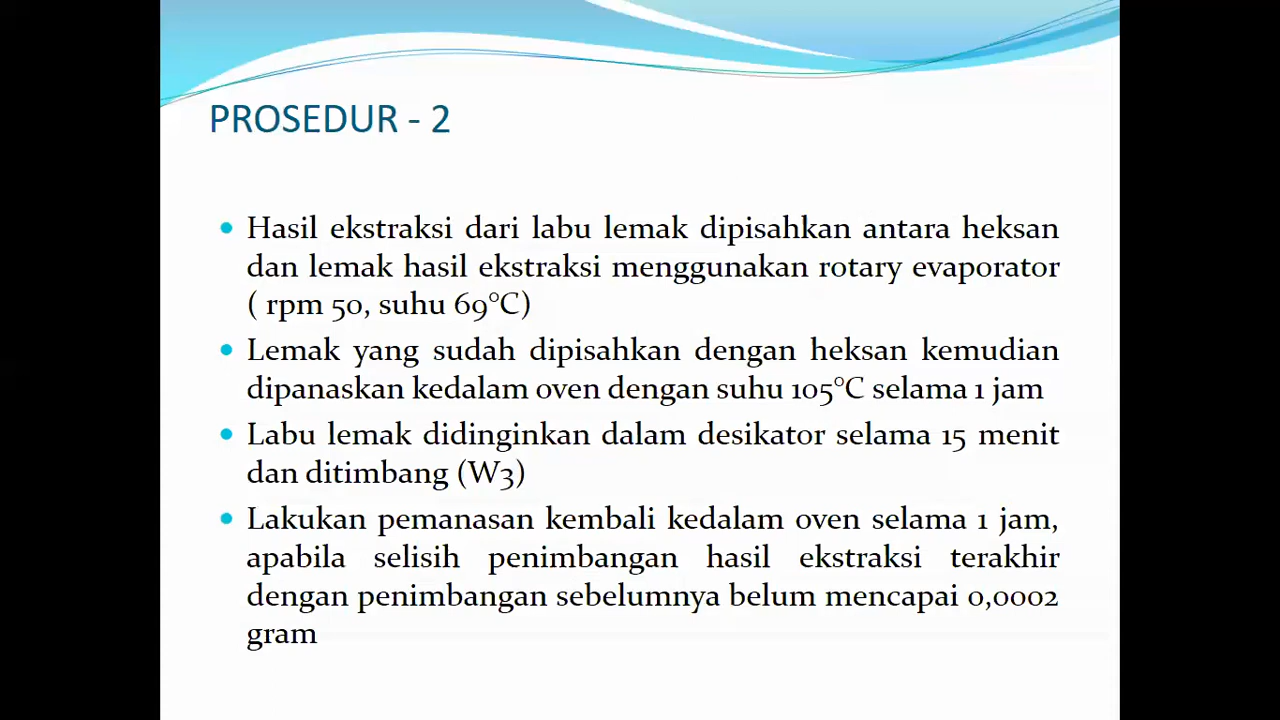 PROSEDUR - 2
• Hasil ekstraksi dari labu lemak dipisahkan antara heksan
dan lemak hasil ekstraksi menggunakan rotary evaporator
( rpm 50, suhu 69°C)
• Lemak yang sudah dipisahkan dengan heksan kemudian
dipanaskan kedalam oven dengan suhu 105°C selama 1 jam
• Labu lemak didinginkan dalam desikator selama 15 menit
dan ditimbang (W3)
• Lakukan pemanasan kembali kedalam oven selama 1 jam,
apabila selisih penimbangan hasil ekstraksi terakhir
dengan penimbangan sebelumnya belum mencapai 0,0002
gram